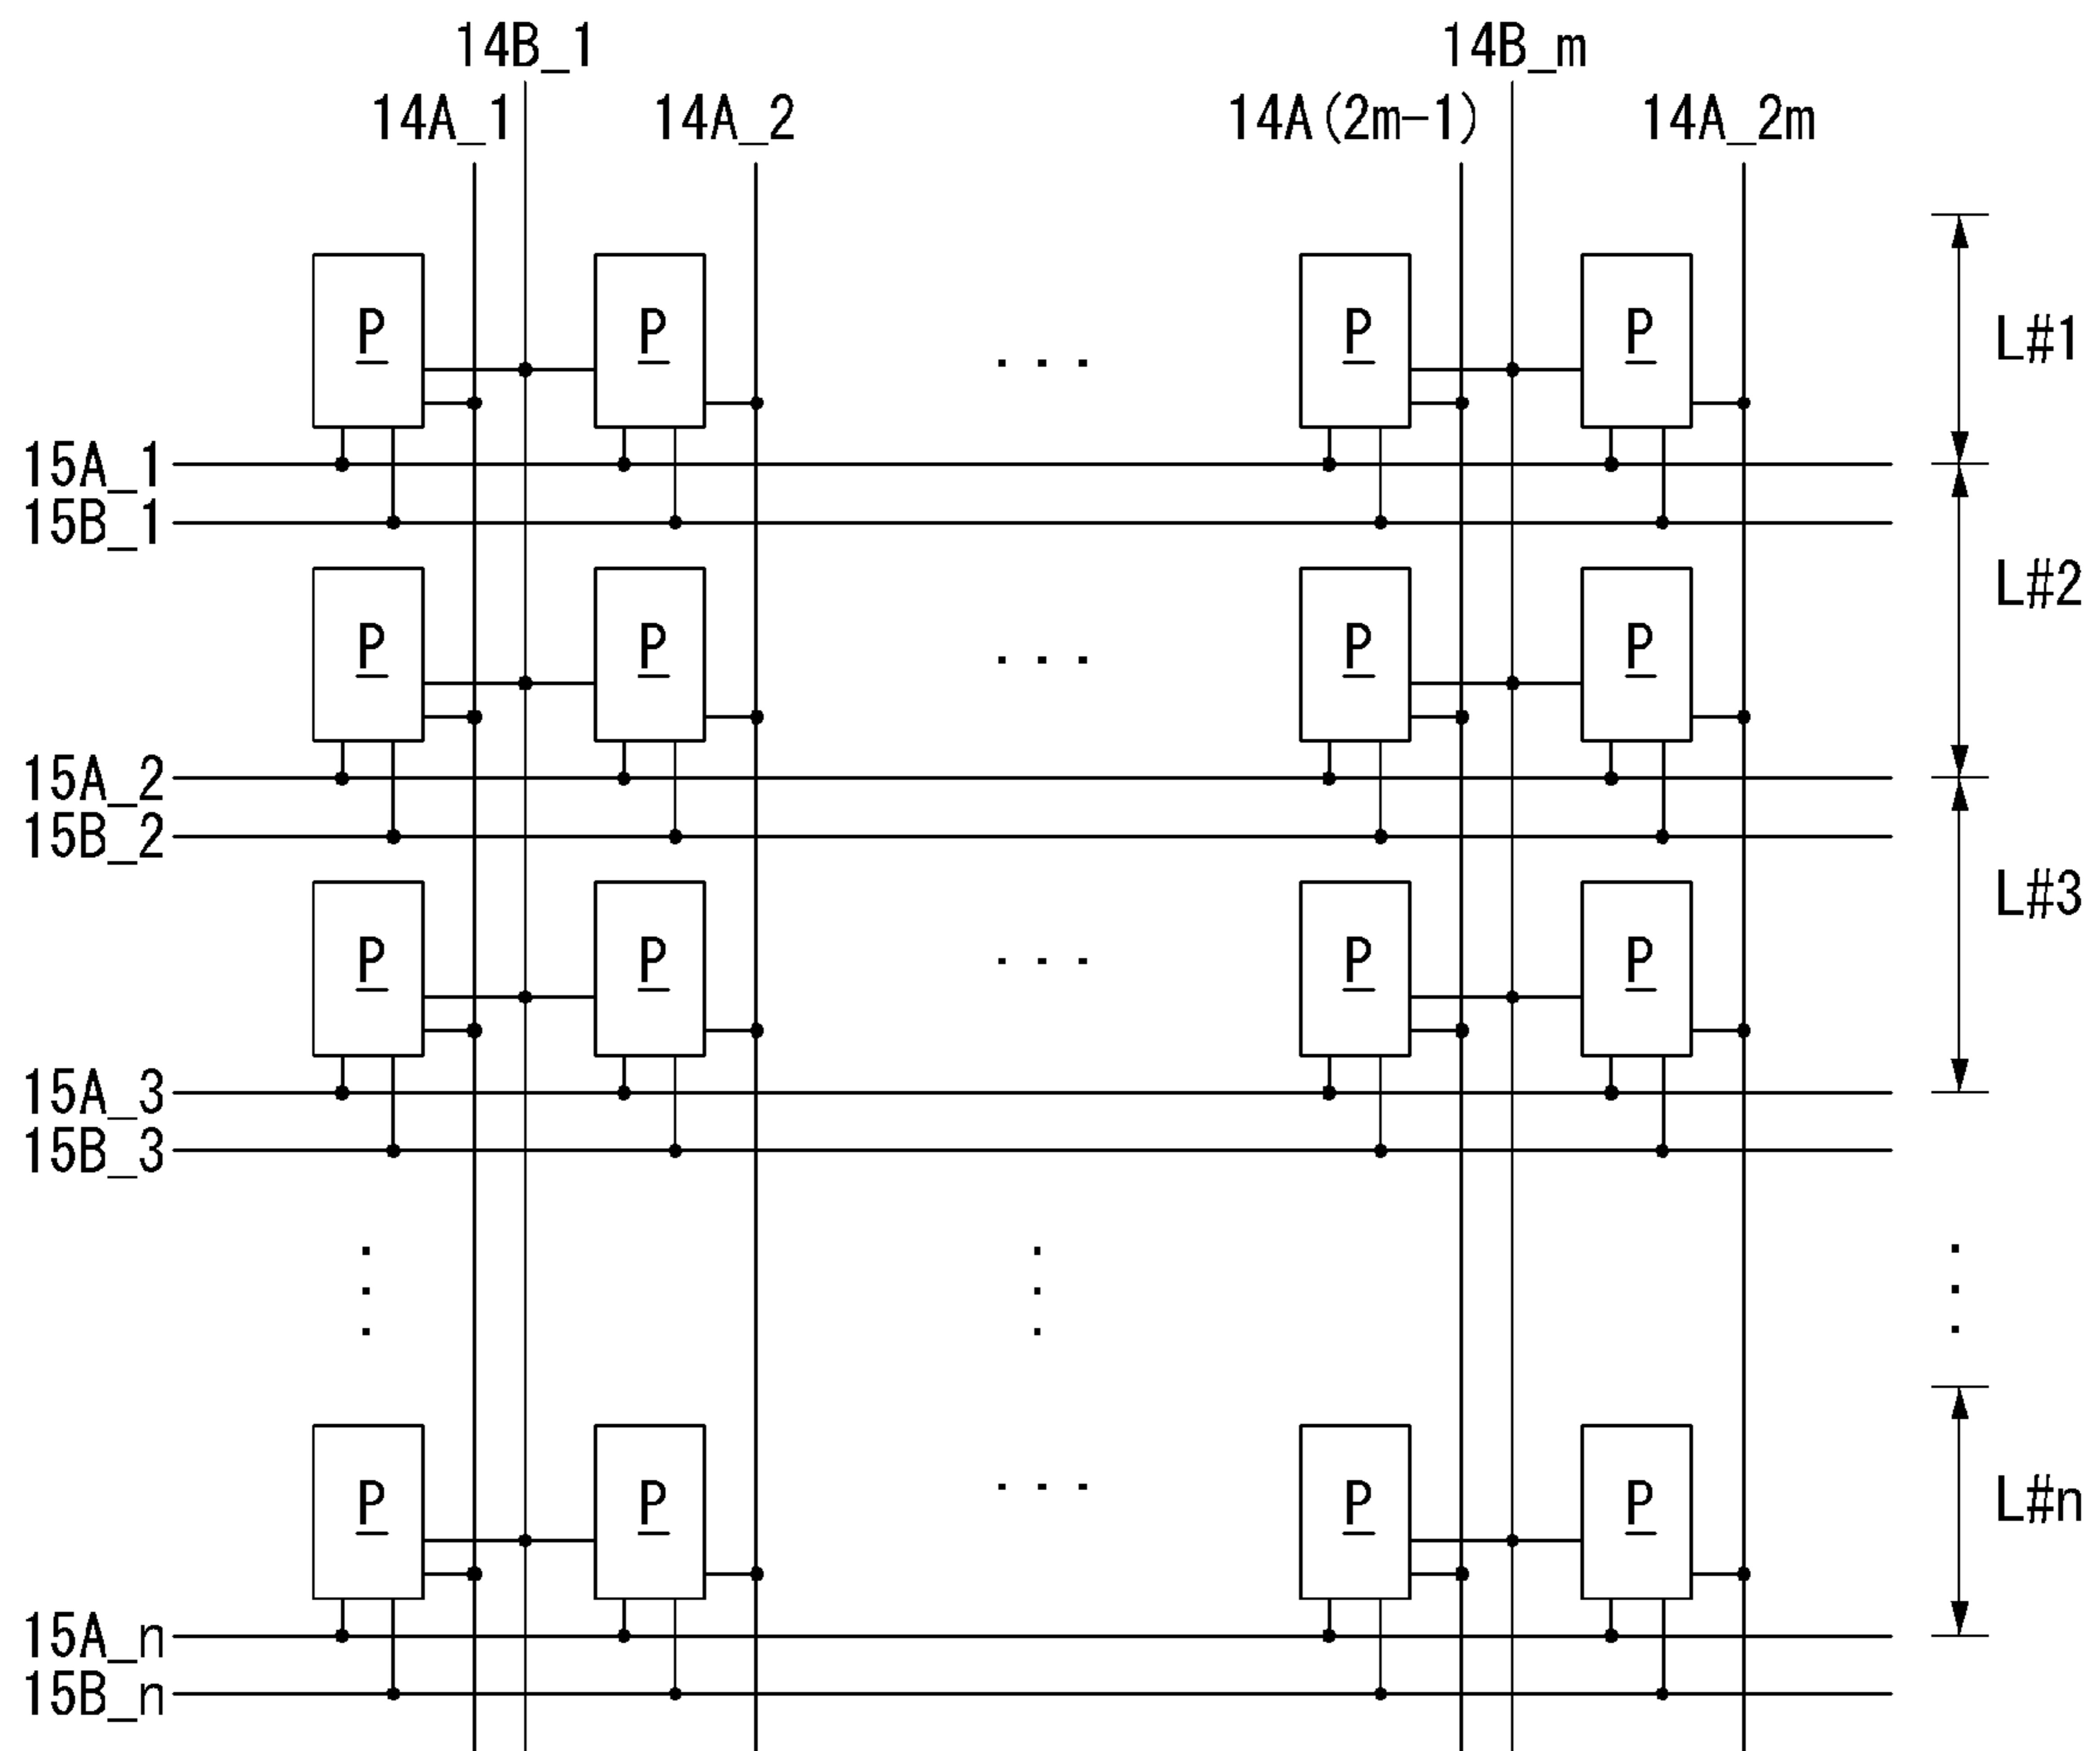 14B_1 14B_m
14A_1 14A_2 14A(2m-1) 14A_2m
P P P P L#1
15A_1
15B_1
P P P P L#2
15A_2
15B_2
P P P P L#3
15A_3
15B_3
P P P P L#n
15A_n
15B_n